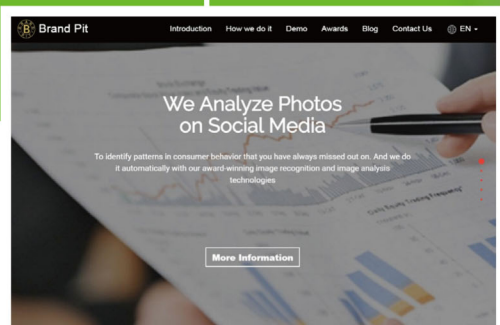 Brand Pit
Introduction How we do it Demo Awards Blog Contact Us EN
We Analyze Photos
on Social Media
To identify patterns in consumer behavior that you have always missed out on. And we do
it automatically with our award-winning image recognition and image analysis
technologies
More Information